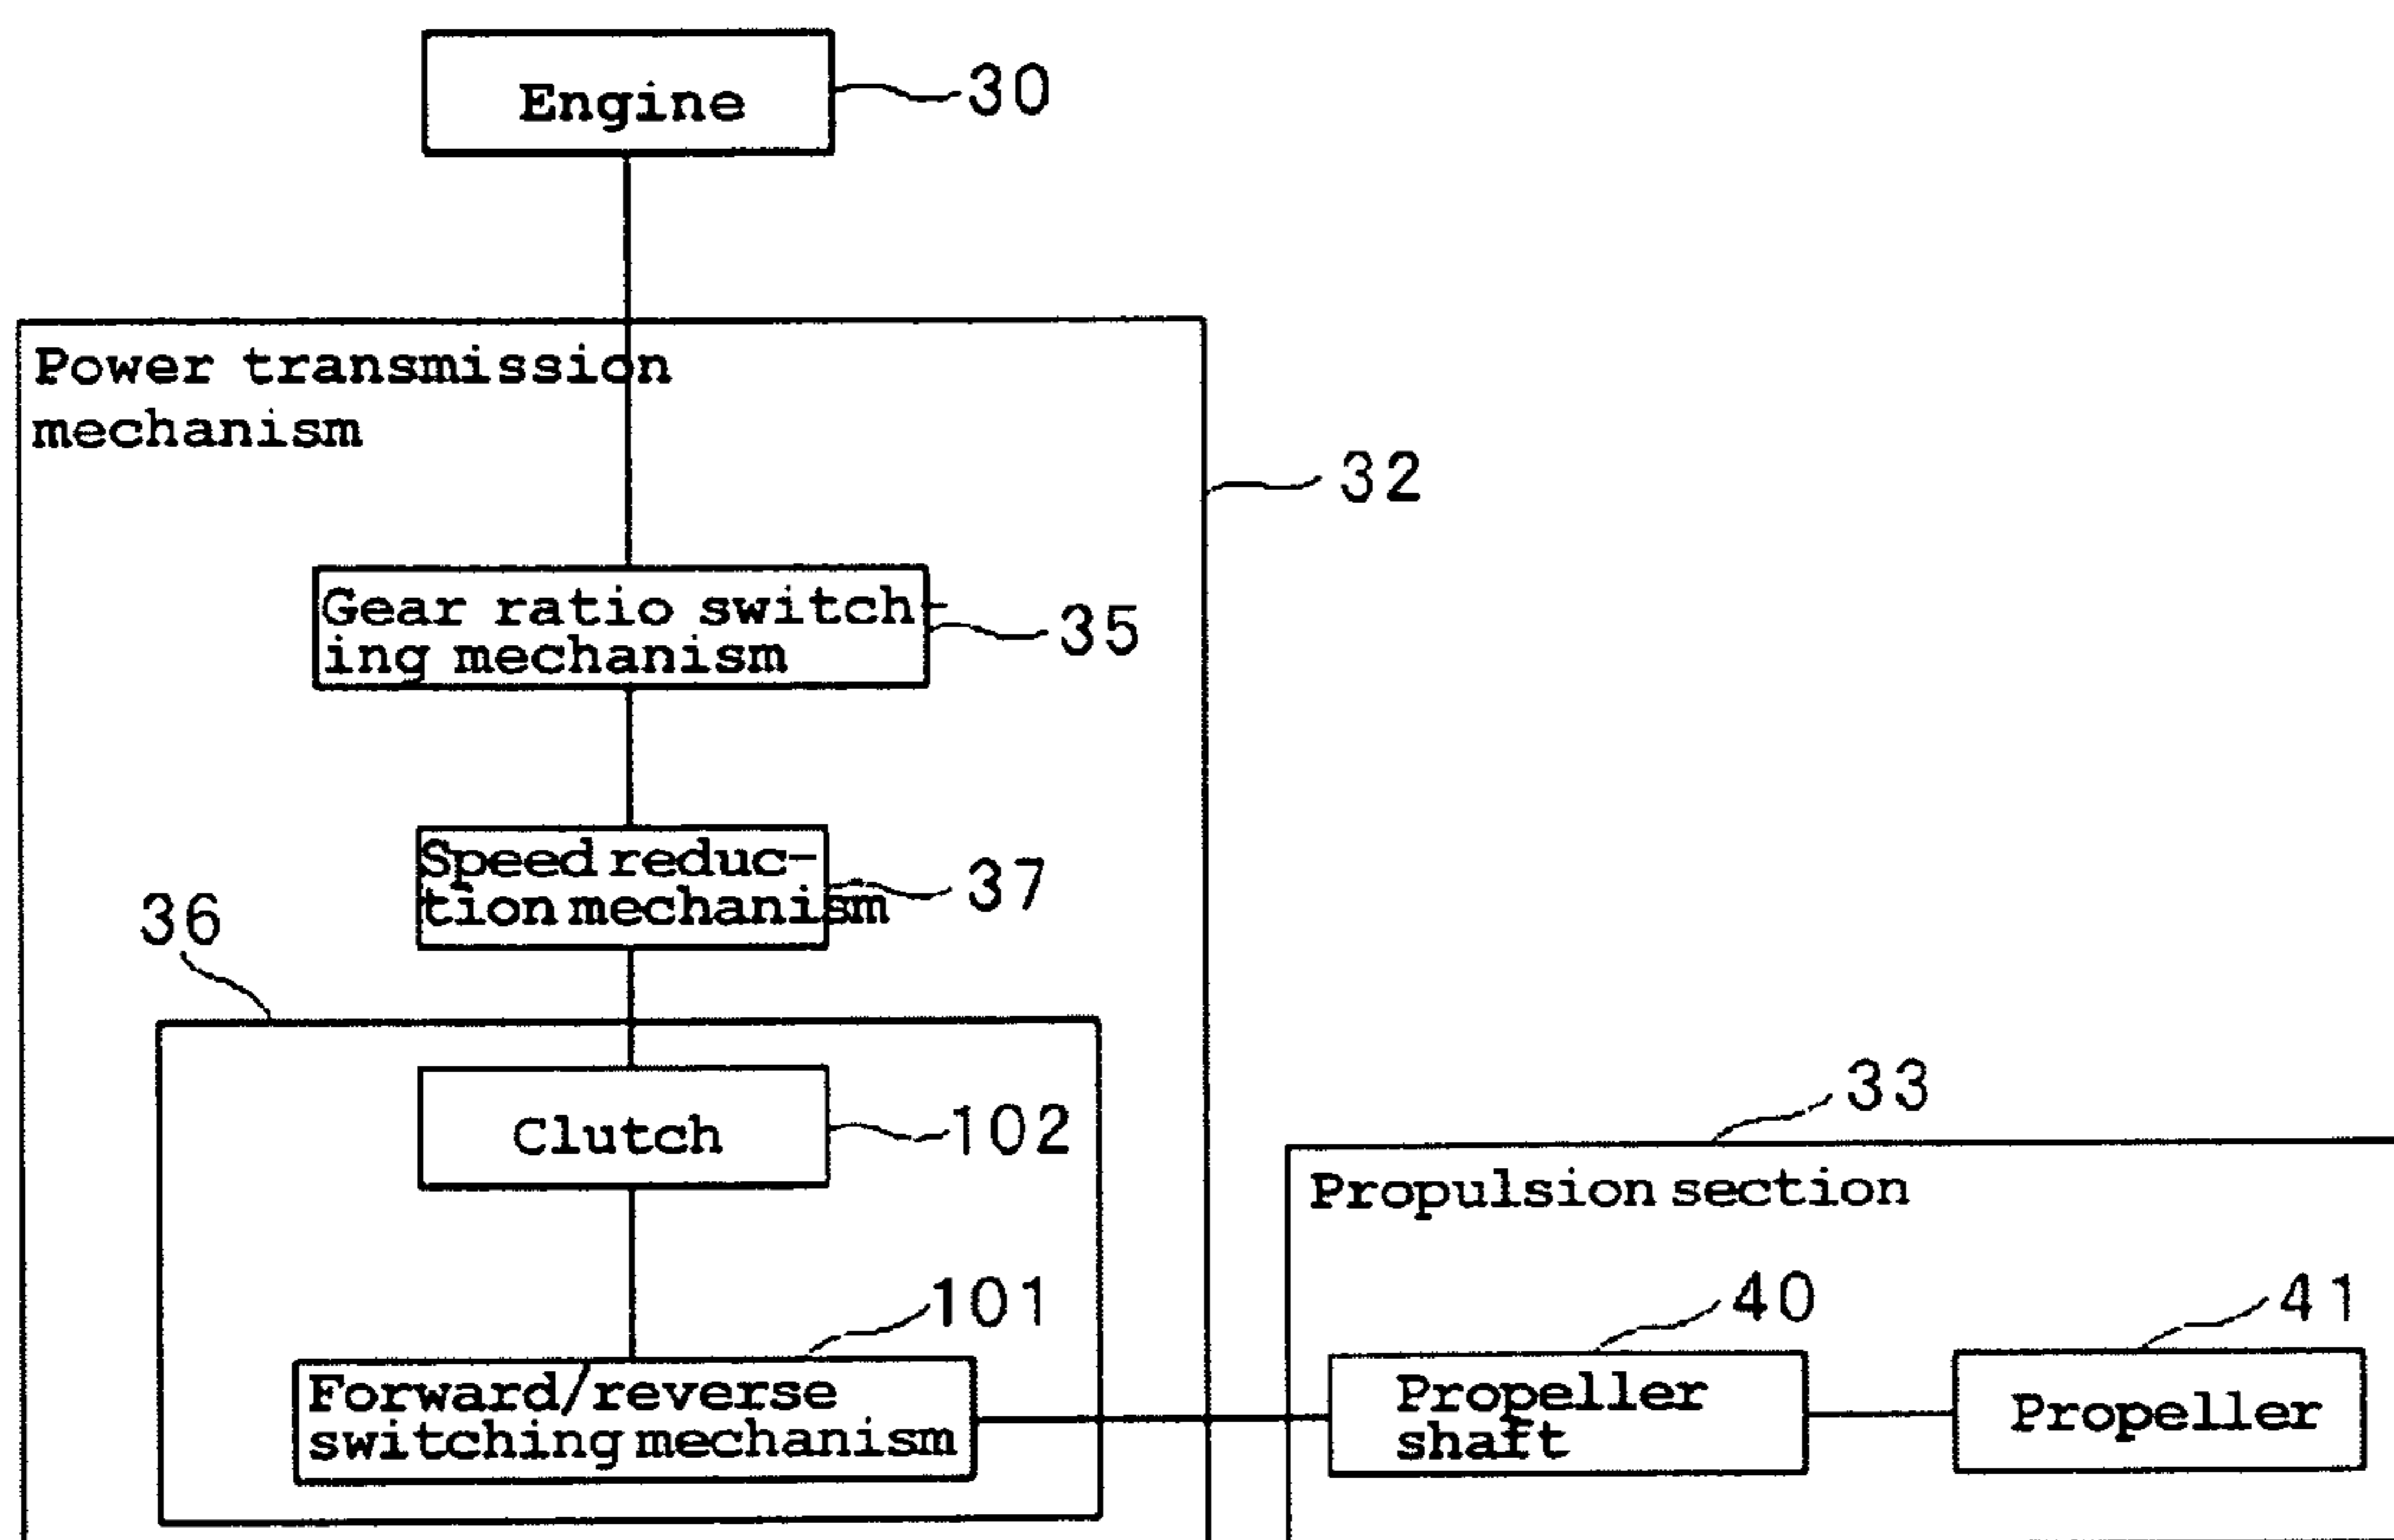 Engine
30
Power transmission
mechanism
32
Gear ratio switch-
ing mechanism
35
Speed reduc-
tion mechanism
37
36
Clutch
102
33
Propulsion section
101
40
41
Forward/reverse
switching mechanism
Propeller
shaft
Propeller